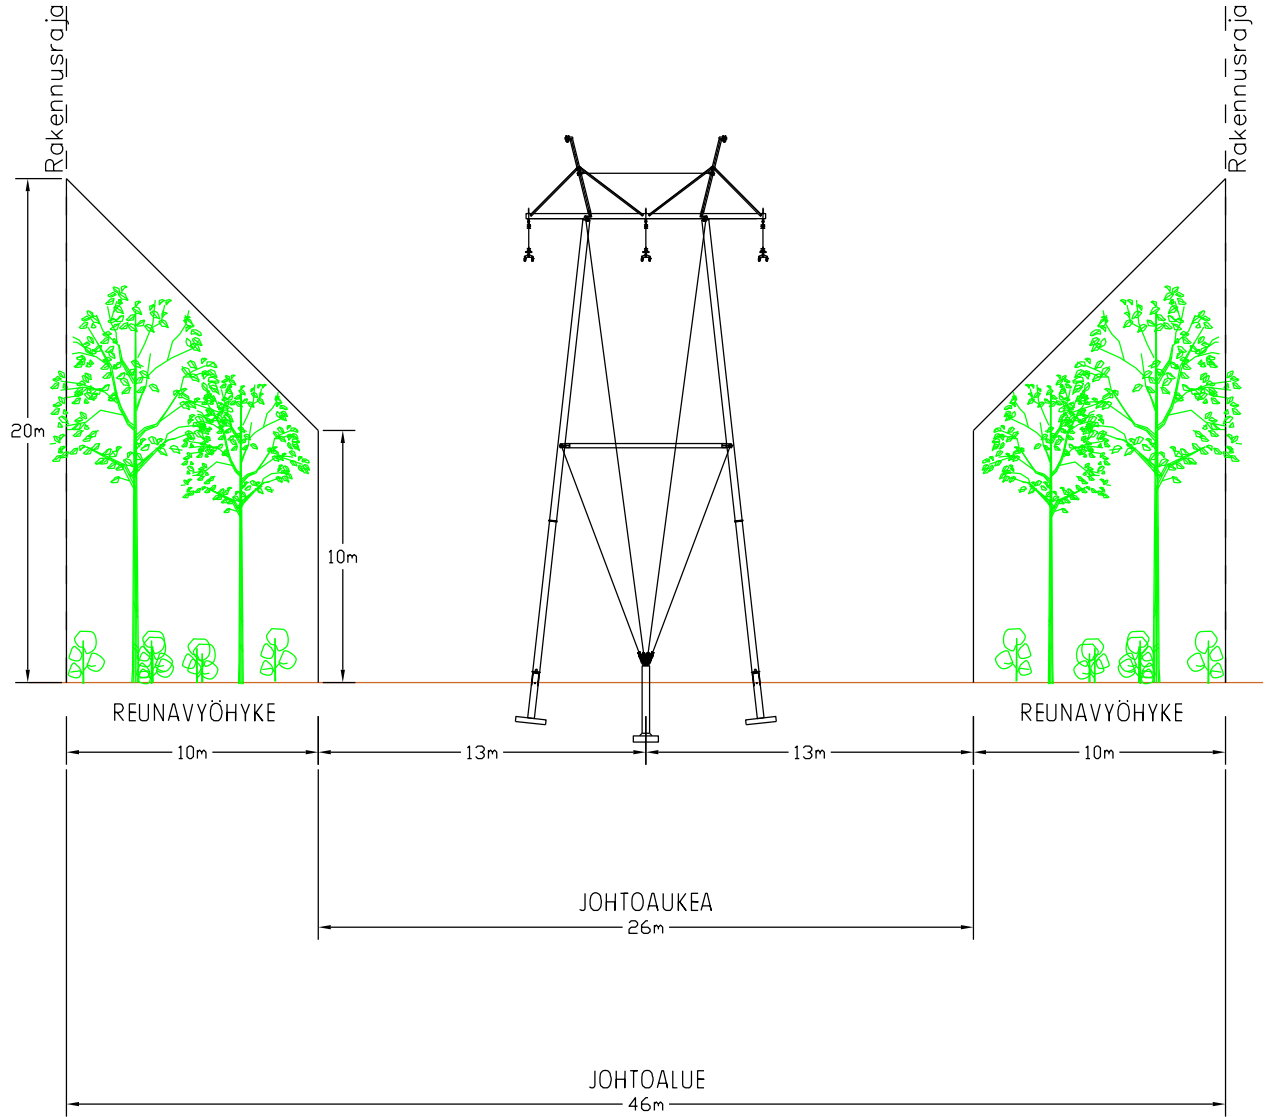 Rakennusraja
Rakennusraja
20m
10m
REUNAVYÖHYKE
REUNAVYÖHYKE
10m
13m
13m
10m
JOHTOAUKEA
26m
JOHTOALUE
46m